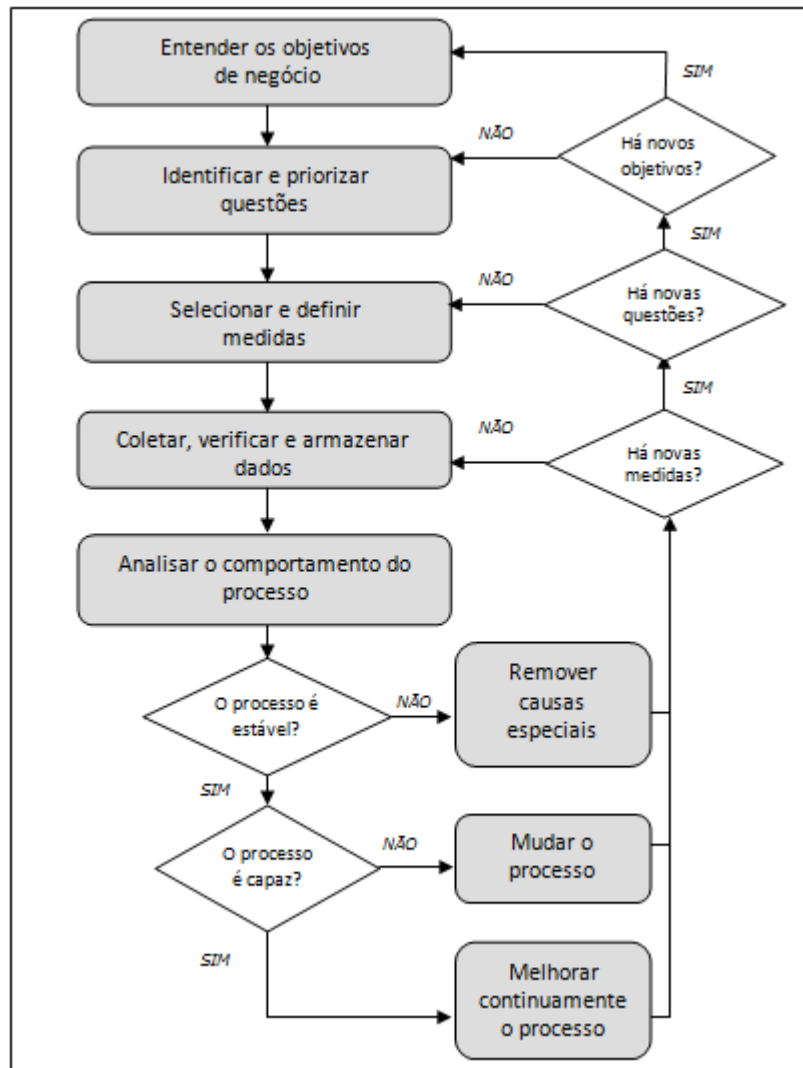 Entender os objetivos
de negócio
SIM
NÃO
Há novos
objetivos?
Identificar e priorizar
questões
SIM
NÃO
Há novas
questões?
Selecionar e definir
medidas
SIM
NÃO
Há novas
medidas?
Coletar, verificar e armazenar
dados
Analisar o comportamento do
processo
O processo é
estável?
NÃO
Remover
causas
especiais
SIM
O processo
é capaz?
NÃO
Mudar o
processo
SIM
Melhorar
continuamente
o processo